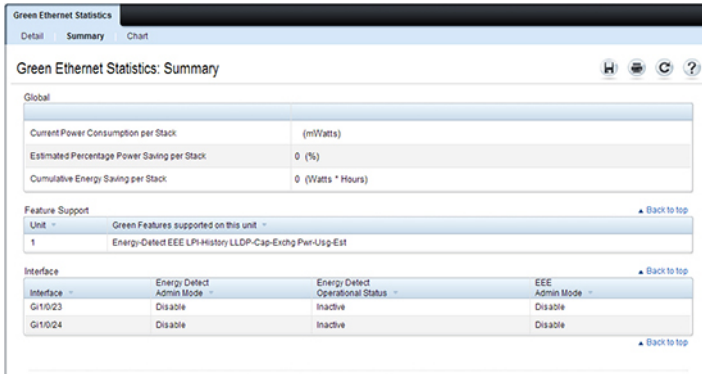 Green Ethernet Statistics
Detail Summary Chart
Green Ethernet Statistics: Summary
Global
Current Power Consumption per Stack (mWatts)
Estimated Percentage Power Saving per Stack 0 (%)
Cumulative Energy Saving per Stack 0 (Watts * Hours)
Feature Support Back to top
Unit Green Features supported on this unit
1 Energy-Detect EEE LPI-History LLDP-Cap-Exchg Pwr-Usg-Est
Interface Back to top
Interface Energy Detect Admin Mode Energy Detect Operational Status EEE Admin Mode
Gi1/0/23 Disable Inactive Disable
Gi1/0/24 Disable Inactive Disable
Back to top